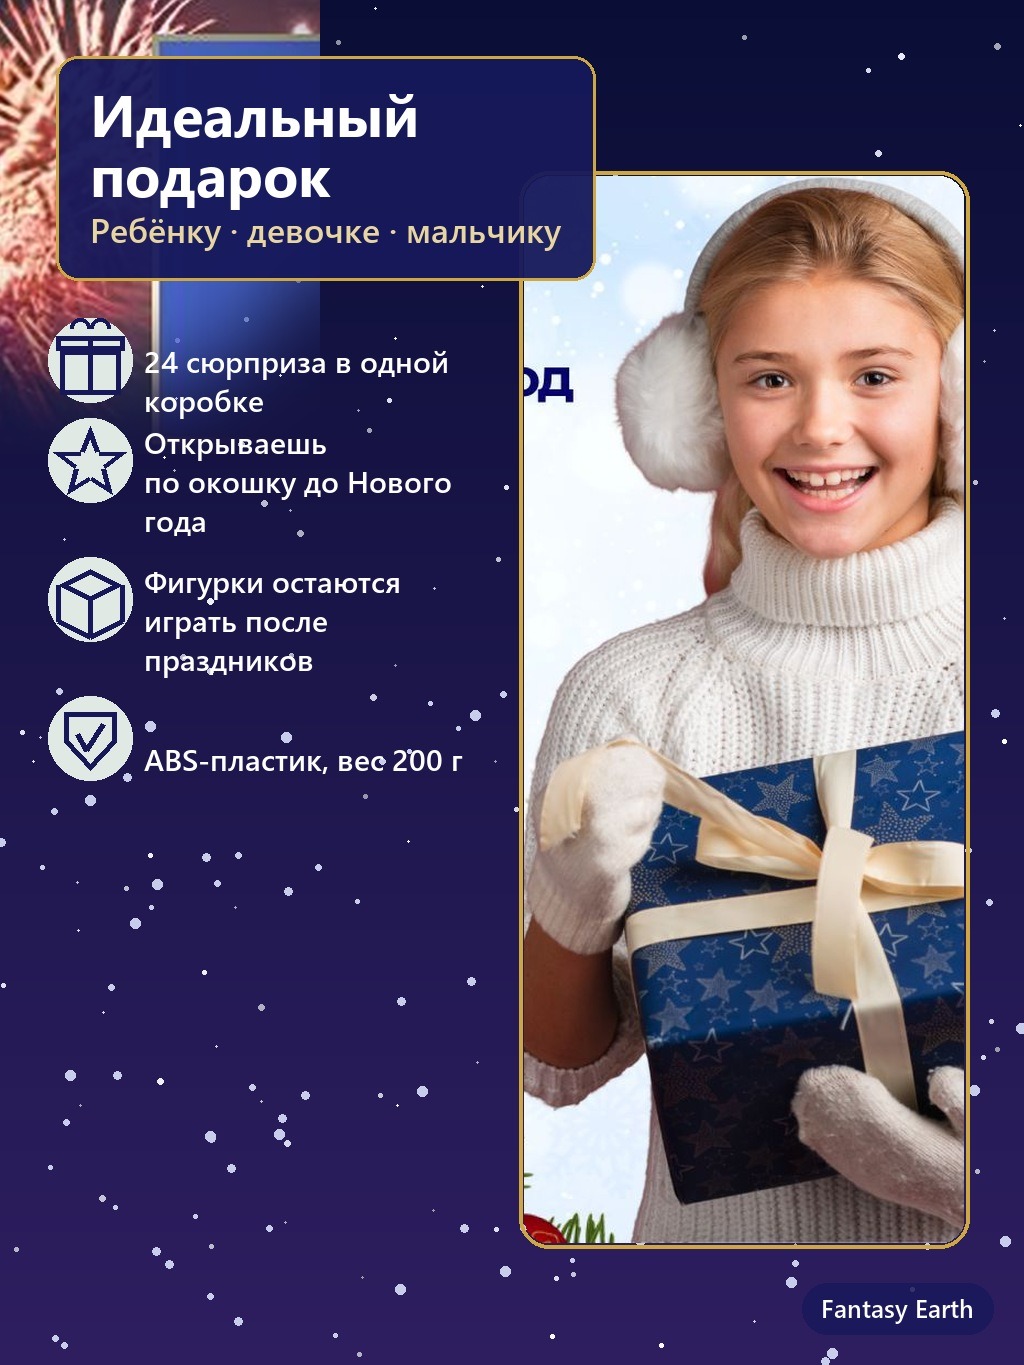 Идеальный
подарок
Ребёнку · девочке · мальчику
24 сюрприза в одной
коробке
Открываешь
по окошку до Нового
года
Фигурки остаются
играть после
праздников
ABS-пластик, вес 200 г
од
Fantasy Earth